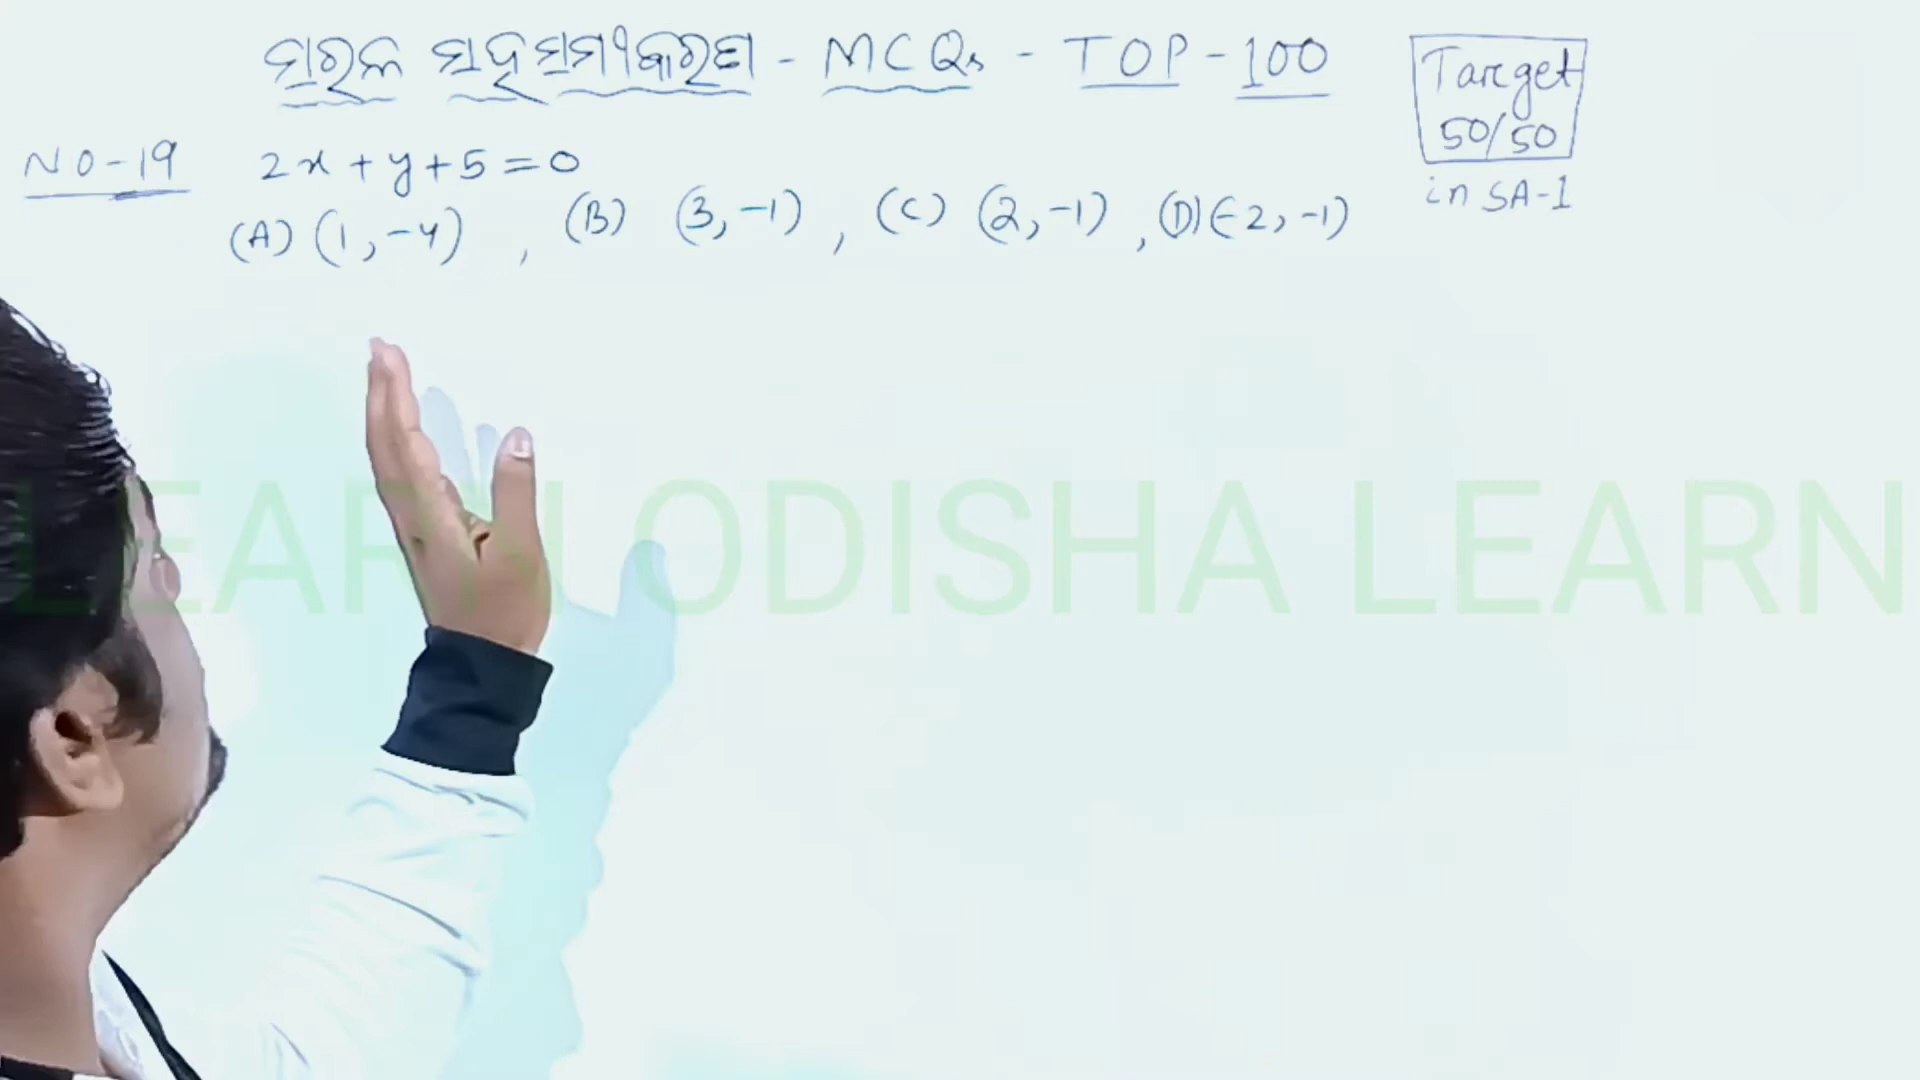 ସରଳ ସହସମୀକରଣ - MCQs - TOP - 100
Target
50/50
in SA-1
NO-19 2x + y + 5 = 0
(A) (1, -4) , (B) (3, -1) , (C) (2, -1) , (D) (-2, -1)
LEARN ODISHA LEARN